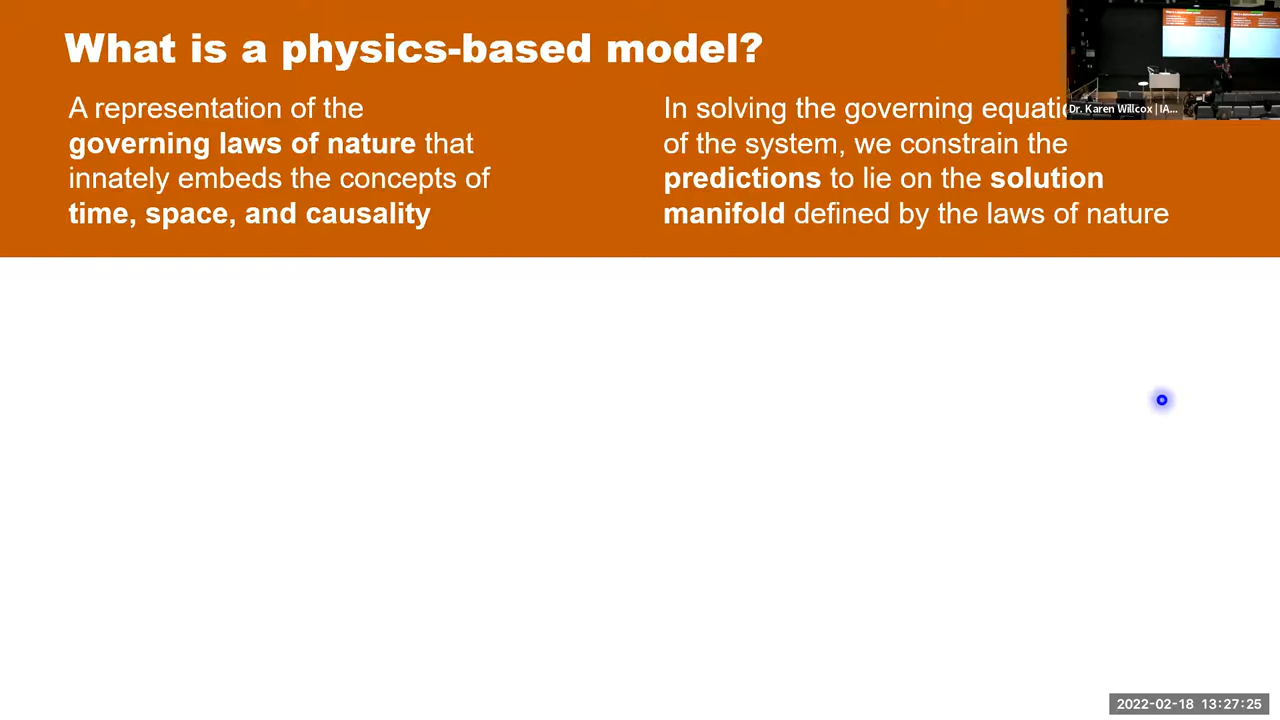 What is a physics-based model?
A representation of the
governing laws of nature that
innately embeds the concepts of
time, space, and causality
In solving the governing
of the system, we constrain the
predictions to lie on the solution
manifold defined by the laws of nature
Dr. Karen Willcox | IA...
2022-02-18 13:27:25